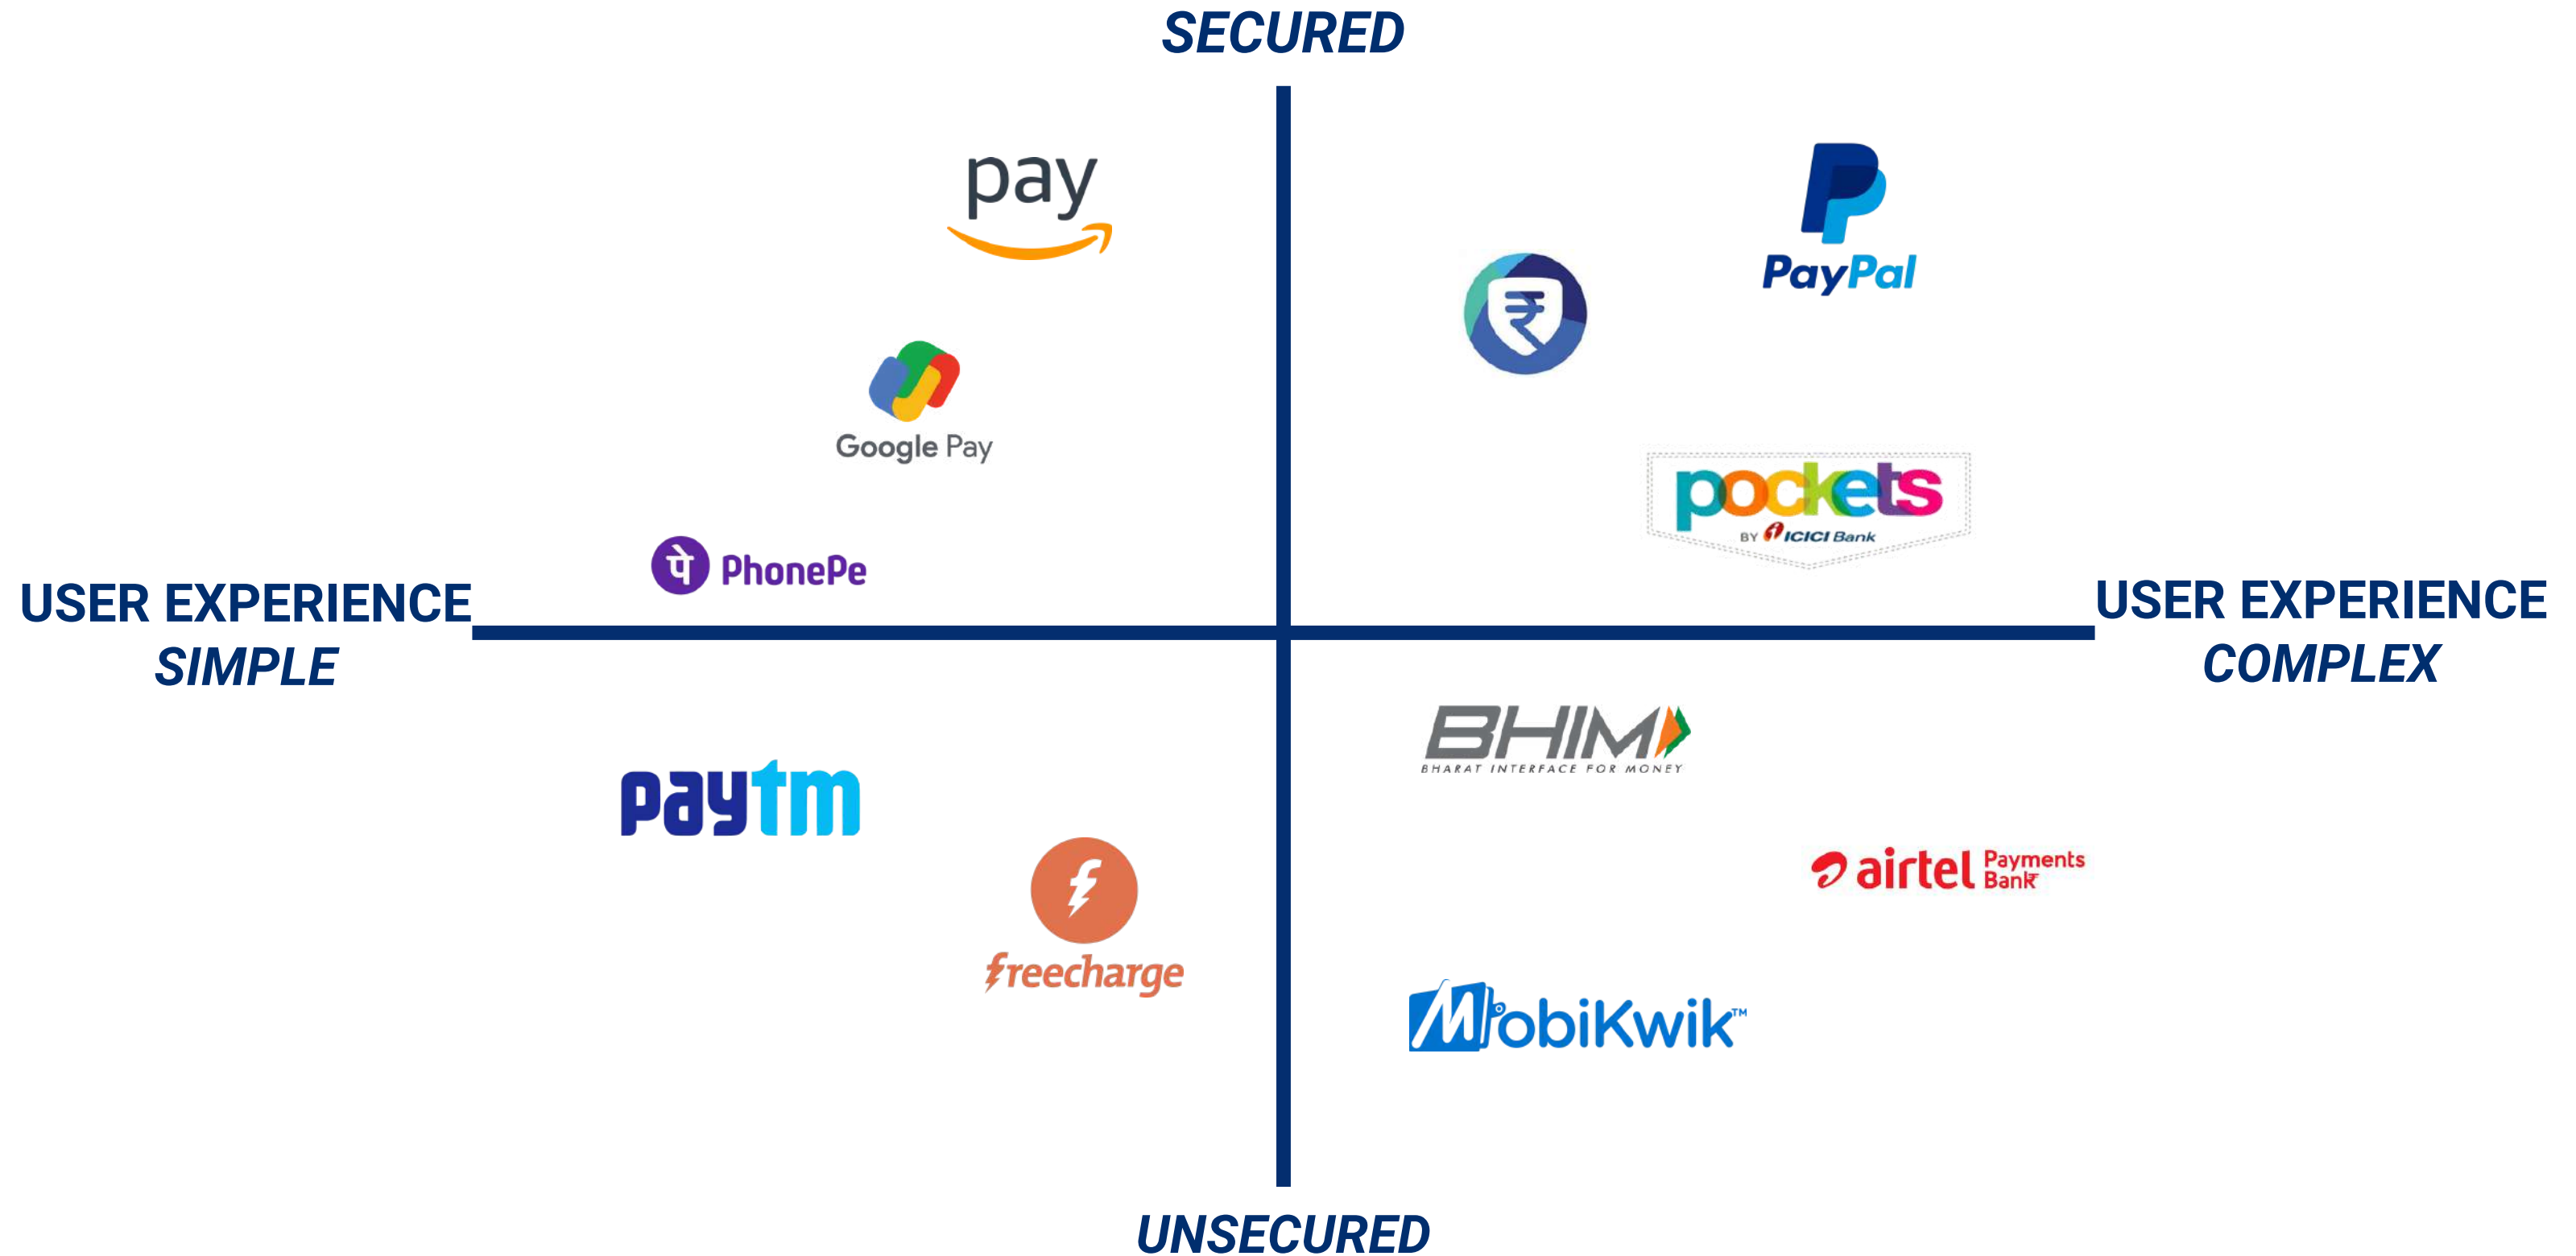 SECURED
pay
PayPal
₹
Google Pay
pockets
BY ICICI Bank
पे PhonePe
USER EXPERIENCE
SIMPLE
USER EXPERIENCE
COMPLEX
BHIM
BHARAT INTERFACE FOR MONEY
paytm
airtel Payments
Bank
freecharge
MobiKwik™
UNSECURED